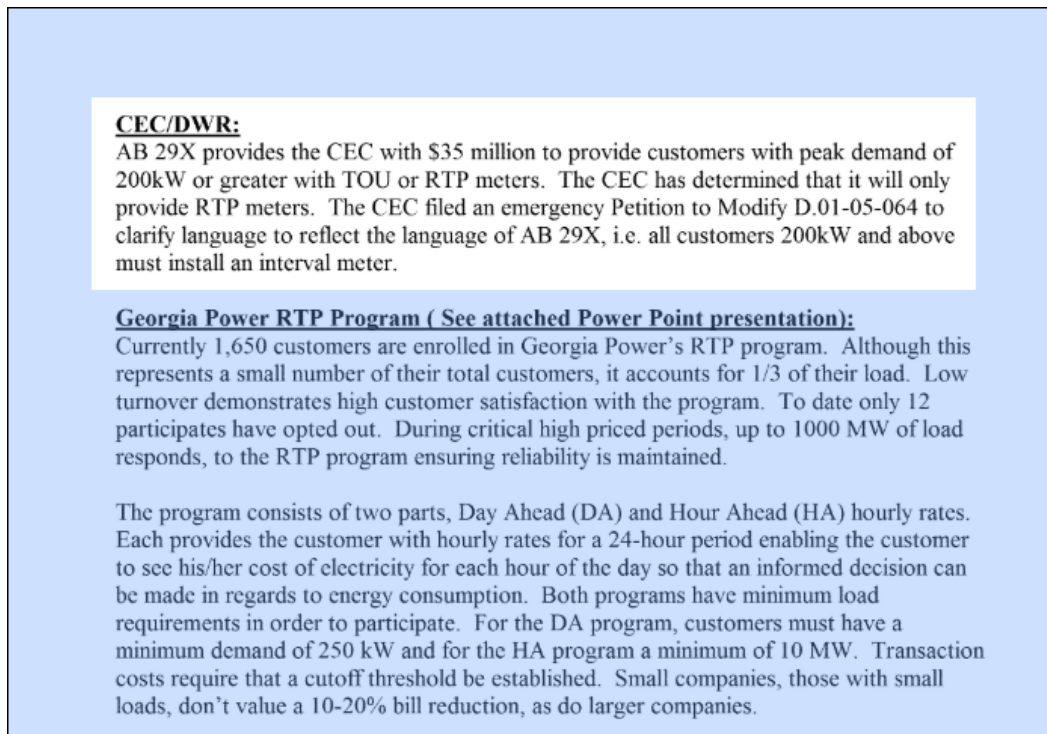 CEC/DWR:
AB 29X provides the CEC with $35 million to provide customers with peak demand of
200kW or greater with TOU or RTP meters.  The CEC has determined that it will only
provide RTP meters.  The CEC filed an emergency Petition to Modify D.01-05-064 to
clarify language to reflect the language of AB 29X, i.e. all customers 200kW and above
must install an interval meter.
Georgia Power RTP Program ( See attached Power Point presentation):
Currently 1,650 customers are enrolled in Georgia Power's RTP program.  Although this
represents a small number of their total customers, it accounts for 1/3 of their load.  Low
turnover demonstrates high customer satisfaction with the program.  To date only 12
participates have opted out.  During critical high priced periods, up to 1000 MW of load
responds, to the RTP program ensuring reliability is maintained.
The program consists of two parts, Day Ahead (DA) and Hour Ahead (HA) hourly rates.
Each provides the customer with hourly rates for a 24-hour period enabling the customer
to see his/her cost of electricity for each hour of the day so that an informed decision can
be made in regards to energy consumption.  Both programs have minimum load
requirements in order to participate.  For the DA program, customers must have a
minimum demand of 250 kW and for the HA program a minimum of 10 MW.  Transaction
costs require that a cutoff threshold be established.  Small companies, those with small
loads, don't value a 10-20% bill reduction, as do larger companies.